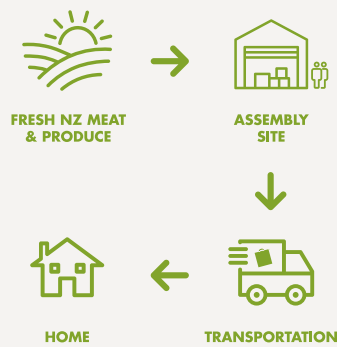 FRESH NZ MEAT
& PRODUCE
ASSEMBLY
SITE
HOME
TRANSPORTATION